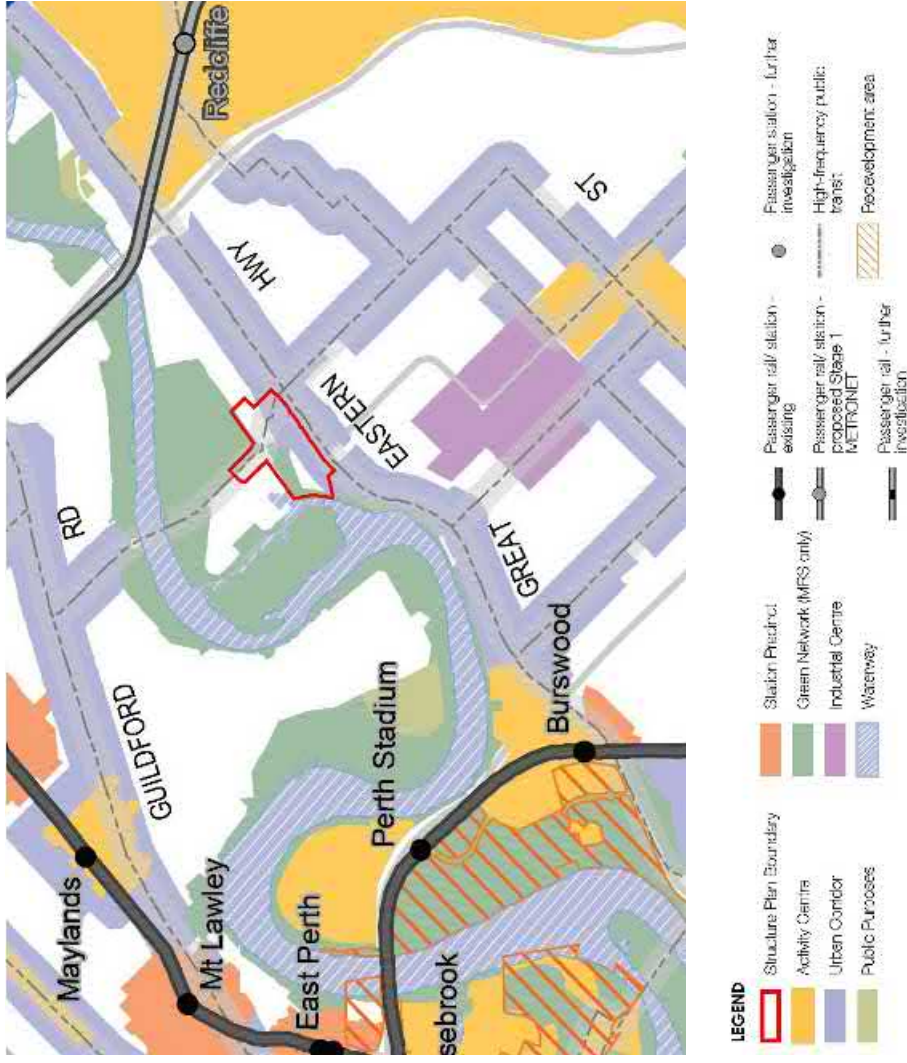 Redcliffe
HWY
ST
EASTERN
GREAT
RD
GUILDFORD
Burswood
Perth Stadium
Maylands
Mt Lawley
East Perth
sebrook
LEGEND
Structure Plan Boundary
Activity Centre
Urban Corridor
Public Purposes
Station Precinct
Green Network (MRS only)
Industrial Centre
Waterway
Passenger rail/ station -
existing
Passenger rail/ station -
proposed Stage 1
METRONET
Passenger rail - further
investigation
Passenger station - further
investigation
High-frequency public
transit
Redevelopment area